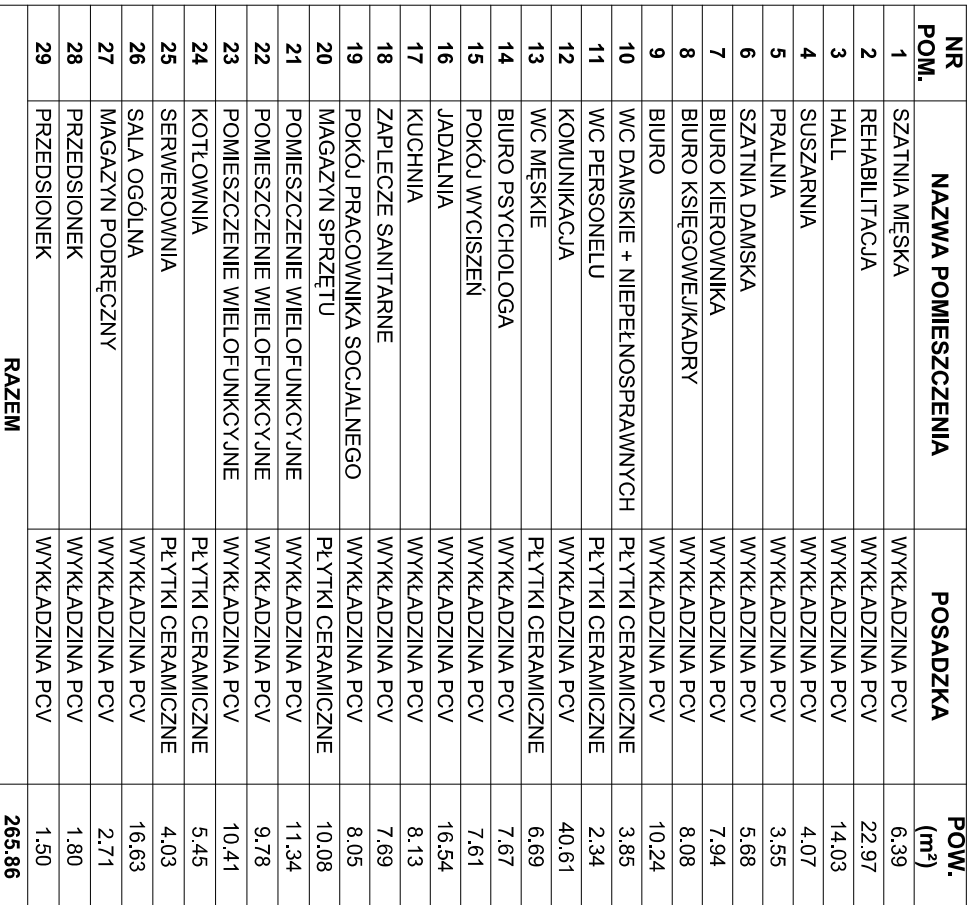 NR POM. NAZWA POMIESZCZENIA POSADZKA POW. (m²)
1 SZATNIA MĘSKA WYKŁADZINA PCV 6.39
2 REHABILITACJA WYKŁADZINA PCV 22.97
3 HALL WYKŁADZINA PCV 14.03
4 SUSZARNIA WYKŁADZINA PCV 4.07
5 PRALNIA WYKŁADZINA PCV 3.55
6 SZATNIA DAMSKA WYKŁADZINA PCV 5.68
7 BIURO KIEROWNIKA WYKŁADZINA PCV 7.94
8 BIURO KSIĘGOWEJ/KADRY WYKŁADZINA PCV 8.08
9 BIURO WYKŁADZINA PCV 10.24
10 WC DAMSKIE + NIEPEŁNOSPRAWNYCH PŁYTKI CERAMICZNE 3.85
11 WC PERSONELU PŁYTKI CERAMICZNE 2.34
12 KOMUNIKACJA WYKŁADZINA PCV 40.61
13 WC MĘSKIE PŁYTKI CERAMICZNE 6.69
14 BIURO PSYCHOLOGA WYKŁADZINA PCV 7.67
15 POKÓJ WYCISZEŃ WYKŁADZINA PCV 7.61
16 JADALNIA WYKŁADZINA PCV 16.54
17 KUCHNIA WYKŁADZINA PCV 8.13
18 ZAPLECZE SANITARNE WYKŁADZINA PCV 7.69
19 POKÓJ PRACOWNIKA SOCJALNEGO WYKŁADZINA PCV 8.05
20 MAGAZYN SPRZĘTU PŁYTKI CERAMICZNE 10.08
21 POMIESZCZENIE WIELOFUNKCYJNE WYKŁADZINA PCV 11.34
22 POMIESZCZENIE WIELOFUNKCYJNE WYKŁADZINA PCV 9.78
23 POMIESZCZENIE WIELOFUNKCYJNE WYKŁADZINA PCV 10.41
24 KOTŁOWNIA PŁYTKI CERAMICZNE 5.45
25 SERWEROWNIA PŁYTKI CERAMICZNE 4.03
26 SALA OGÓLNA WYKŁADZINA PCV 16.63
27 MAGAZYN PODRĘCZNY WYKŁADZINA PCV 2.71
28 PRZEDSIONEK WYKŁADZINA PCV 1.80
29 PRZEDSIONEK WYKŁADZINA PCV 1.50
RAZEM 265.86